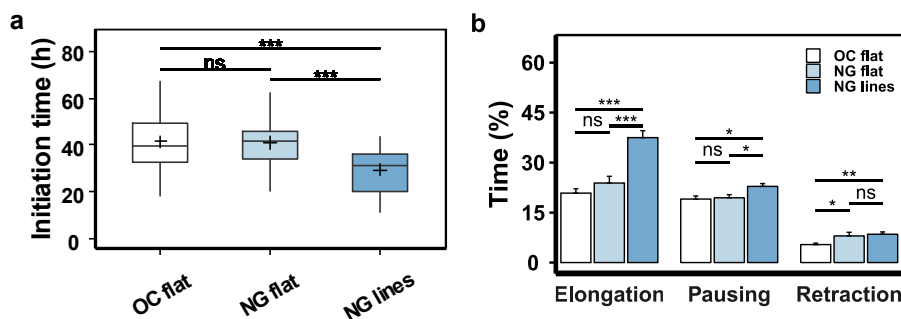 a
Initiation time (h)
80
60
40
20
0
***
ns
***
OC flat
NG flat
NG lines
b
Time (%)
60
45
30
15
0
OC flat
NG flat
NG lines
***
ns
***
*
ns
*
**
*
ns
Elongation
Pausing
Retraction